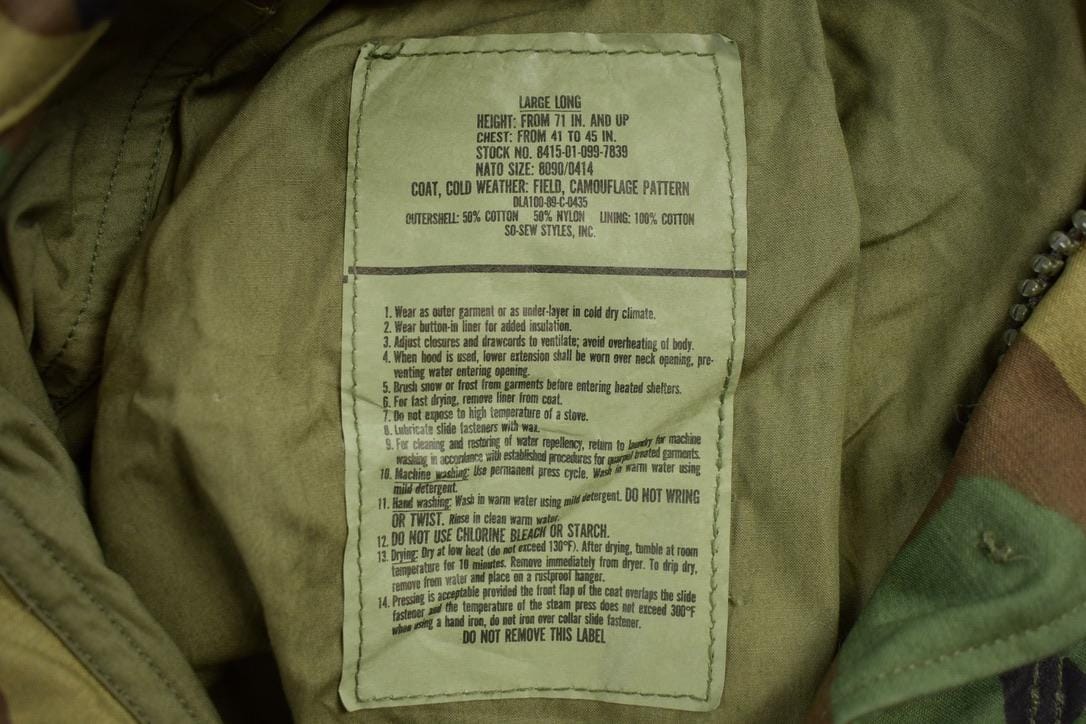 LARGE LONG
HEIGHT: FROM 71 IN. AND UP
CHEST: FROM 41 TO 45 IN.
STOCK NO. 8415-01-099-7839
NATO SIZE: 8090/0414
COAT, COLD WEATHER: FIELD, CAMOUFLAGE PATTERN
DLA100-89-C-0435
OUTERSHELL: 50% COTTON 50% NYLON LINING: 100% COTTON
SO-SEW STYLES, INC.
1. Wear as outer garment or as under-layer in cold dry climate.
2. Wear button-in liner for added insulation.
3. Adjust closures and drawcords to ventilate; avoid overheating of body.
4. When hood is used, lower extension shall be worn over neck opening, pre-
venting water entering opening.
5. Brush snow or frost from garments before entering heated shelters.
6. For fast drying, remove liner from coat.
7. Do not expose to high temperature of a stove.
8. Lubricate slide fasteners with wax.
9. For cleaning and restoring of water repellency, return to laundry for machine
washing in accordance with established procedures for quarpel treated garments.
10. Machine washing: Use permanent press cycle. Wash in warm water using
mild detergent.
11. Hand washing: Wash in warm water using mild detergent. DO NOT WRING
OR TWIST. Rinse in clean warm water.
12. DO NOT USE CHLORINE BLEACH OR STARCH.
13. Drying: Dry at low heat (do not exceed 130°F). After drying, tumble at room
temperature for 10 minutes. Remove immediately from dryer. To drip dry,
remove from water and place on a rustproof hanger.
14. Pressing is acceptable provided the front flap of the coat overlaps the slide
fastener and the temperature of the steam press does not exceed 300°F
when using a hand iron, do not iron over collar slide fastener.
DO NOT REMOVE THIS LABEL